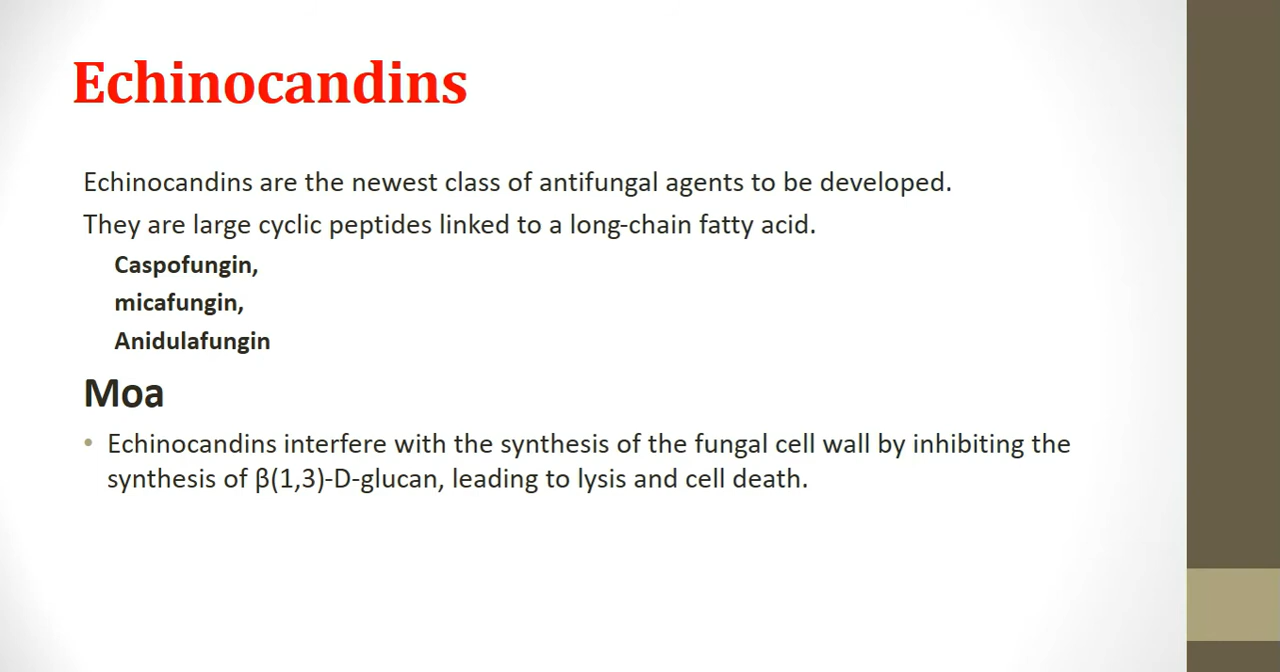 Echinocandins
Echinocandins are the newest class of antifungal agents to be developed.
They are large cyclic peptides linked to a long-chain fatty acid.
Caspofungin,
micafungin,
Anidulafungin
Moa
• Echinocandins interfere with the synthesis of the fungal cell wall by inhibiting the
synthesis of β(1,3)-D-glucan, leading to lysis and cell death.